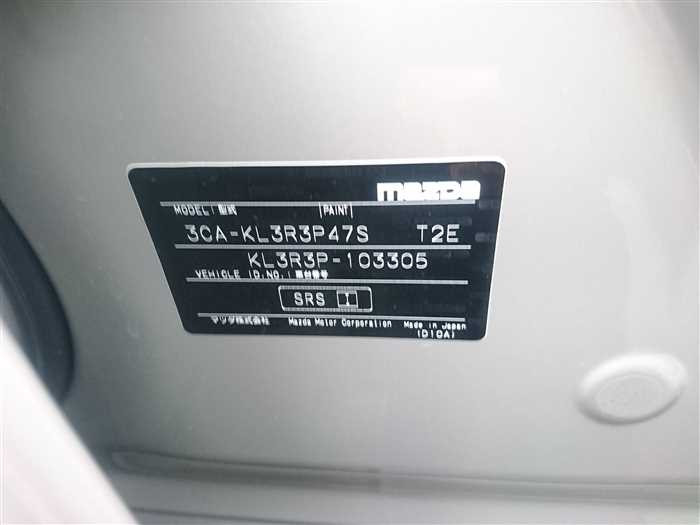 mazda
MODEL 型式 PAINT
3CA-KL3R3P47S T2E
KL3R3P-103305
VEHICLE I.D.NO. 車台番号
SRS
マツダ株式会社 Mazda Motor Corporation Made in Japan
(D10A)